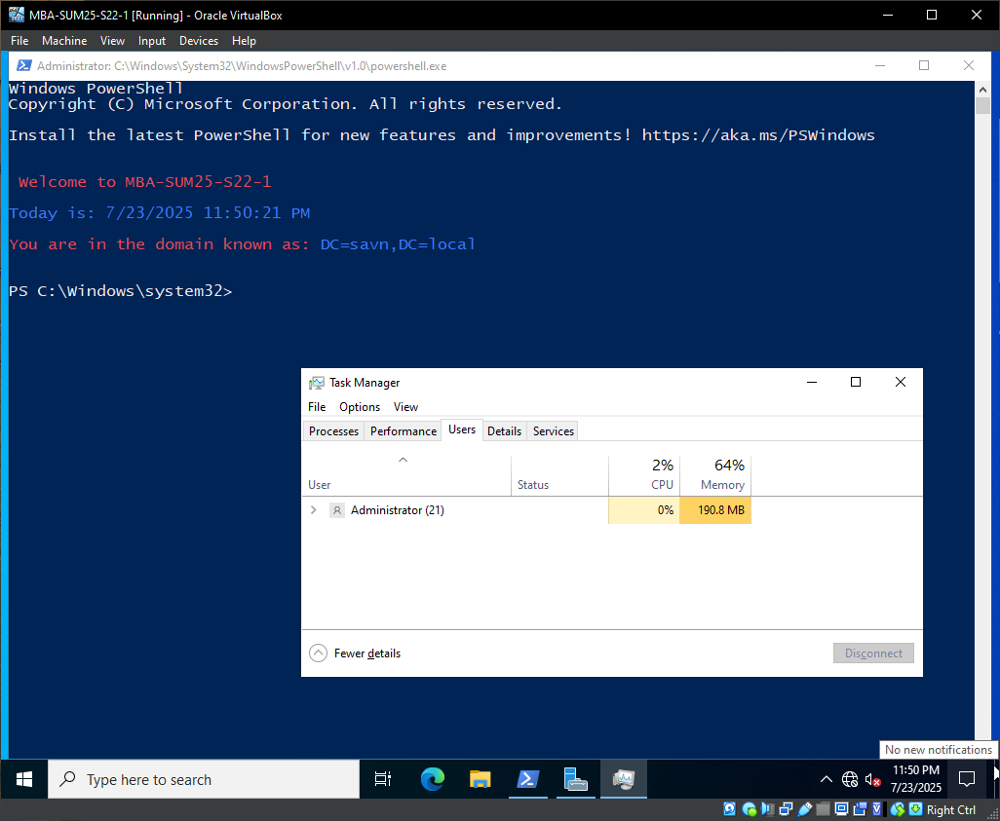 MBA-SUM25-S22-1 [Running] - Oracle VirtualBox
File Machine View Input Devices Help
Administrator: C:\Windows\System32\WindowsPowerShell\v1.0\powershell.exe
Windows PowerShell
Copyright (C) Microsoft Corporation. All rights reserved.
Install the latest PowerShell for new features and improvements! https://aka.ms/PSWindows
Welcome to MBA-SUM25-S22-1
Today is: 7/23/2025 11:50:21 PM
You are in the domain known as: DC=savn,DC=local
PS C:\Windows\system32>
Task Manager
File Options View
Processes Performance Users Details Services
2% 64%
User Status CPU Memory
Administrator (21) 0% 190.8 MB
Fewer details Disconnect
No new notifications
Type here to search
11:50 PM
7/23/2025
Right Ctrl